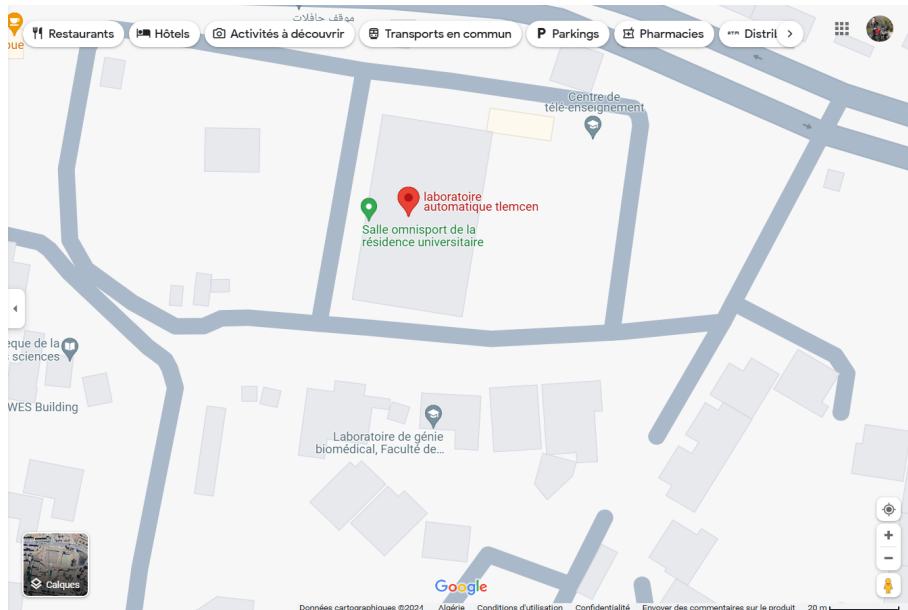 موقف حافلات
Restaurants
Hôtels
Activités à découvrir
Transports en commun
Parkings
Pharmacies
Distril
que
Centre de
télé-enseignement
laboratoire
automatique tlemcen
Salle omnisport de la
résidence universitaire
eque de la
s sciences
WES Building
Laboratoire de génie
biomédical, Faculté de...
Calques
Google
Données cartographiques ©2024 Algérie Conditions d'utilisation Confidentialité Envoyer des commentaires sur le produit 20 m